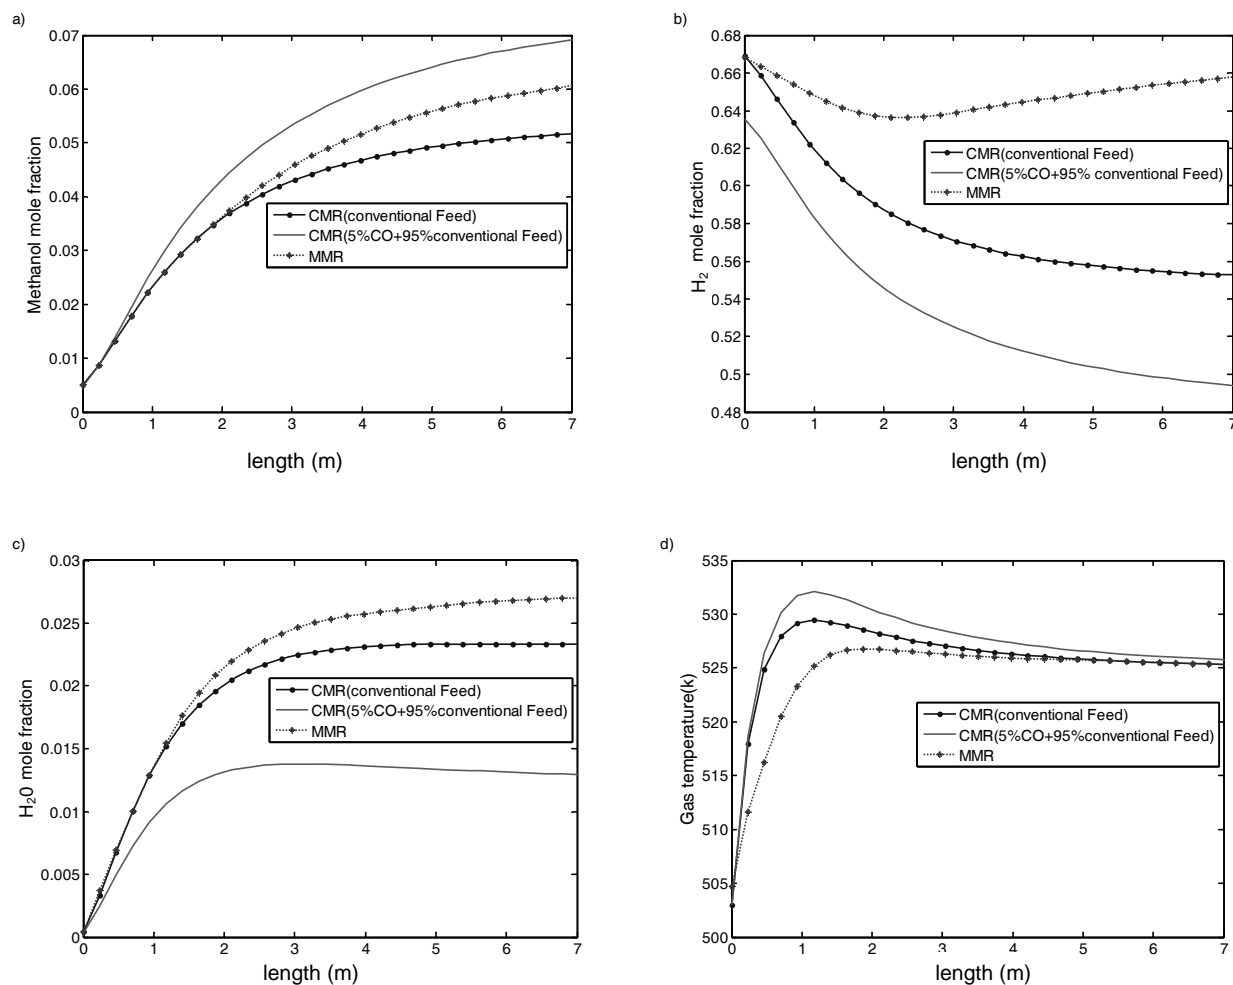 a)
0.07
0.06
0.05
0.04
0.03
0.02
0.01
0
Methanol mole fraction
CMR(conventional Feed)
CMR(5%CO+95%conventional Feed)
MMR
0 1 2 3 4 5 6 7
length (m)
b)
0.68
0.66
0.64
0.62
0.6
0.58
0.56
0.54
0.52
0.5
0.48
H2 mole fraction
CMR(conventional Feed)
CMR(5%CO+95% conventional Feed)
MMR
0 1 2 3 4 5 6 7
length (m)
c)
0.03
0.025
0.02
0.015
0.01
0.005
0
H20 mole fraction
CMR(conventional Feed)
CMR(5%CO+95%conventional Feed)
MMR
0 1 2 3 4 5 6 7
length (m)
d)
535
530
525
520
515
510
505
500
Gas temperature(k)
CMR(conventional Feed)
CMR(5%CO+95%conventional Feed)
MMR
0 1 2 3 4 5 6 7
length (m)